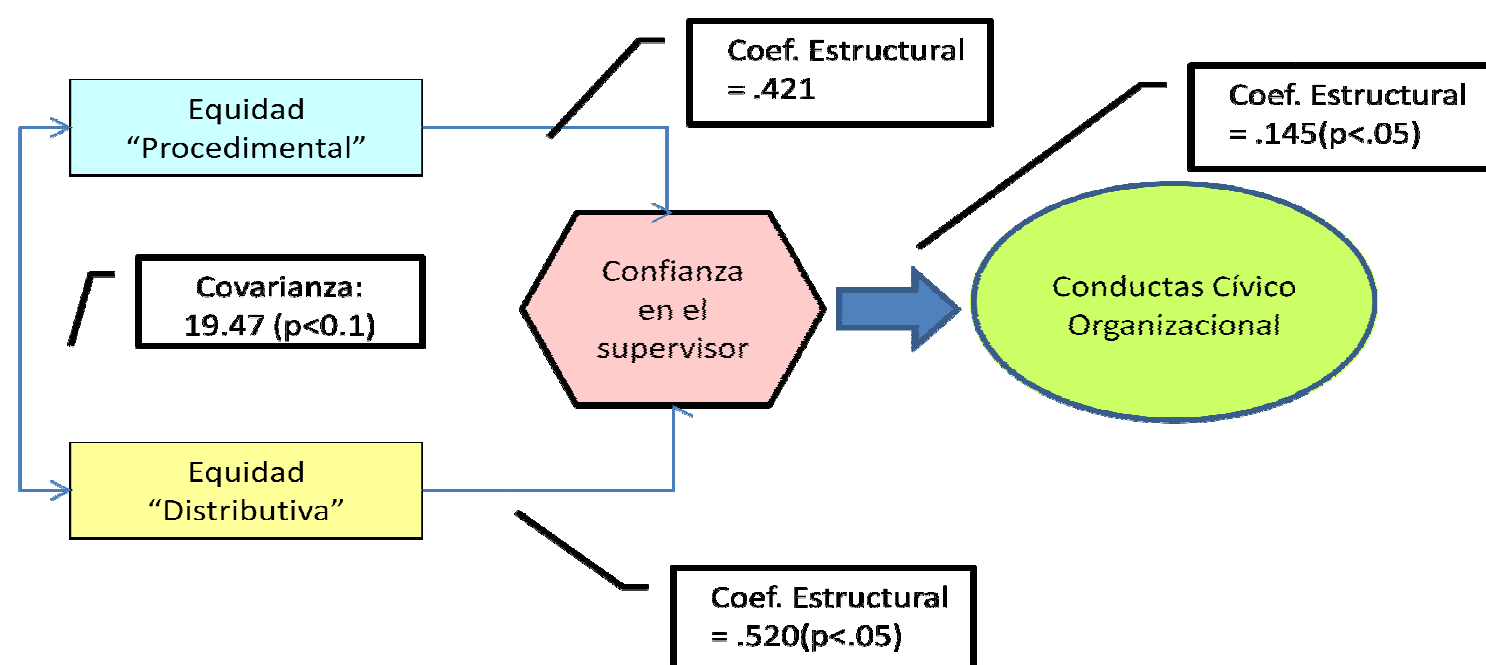 Coef. Estructural
= .421
Equidad
“Procedimental”
Coef. Estructural
= .145(p<.05)
Covarianza:
19.47 (p<0.1)
Confianza
en el
supervisor
Conductas Cívico
Organizacional
Equidad
“Distributiva”
Coef. Estructural
= .520(p<.05)